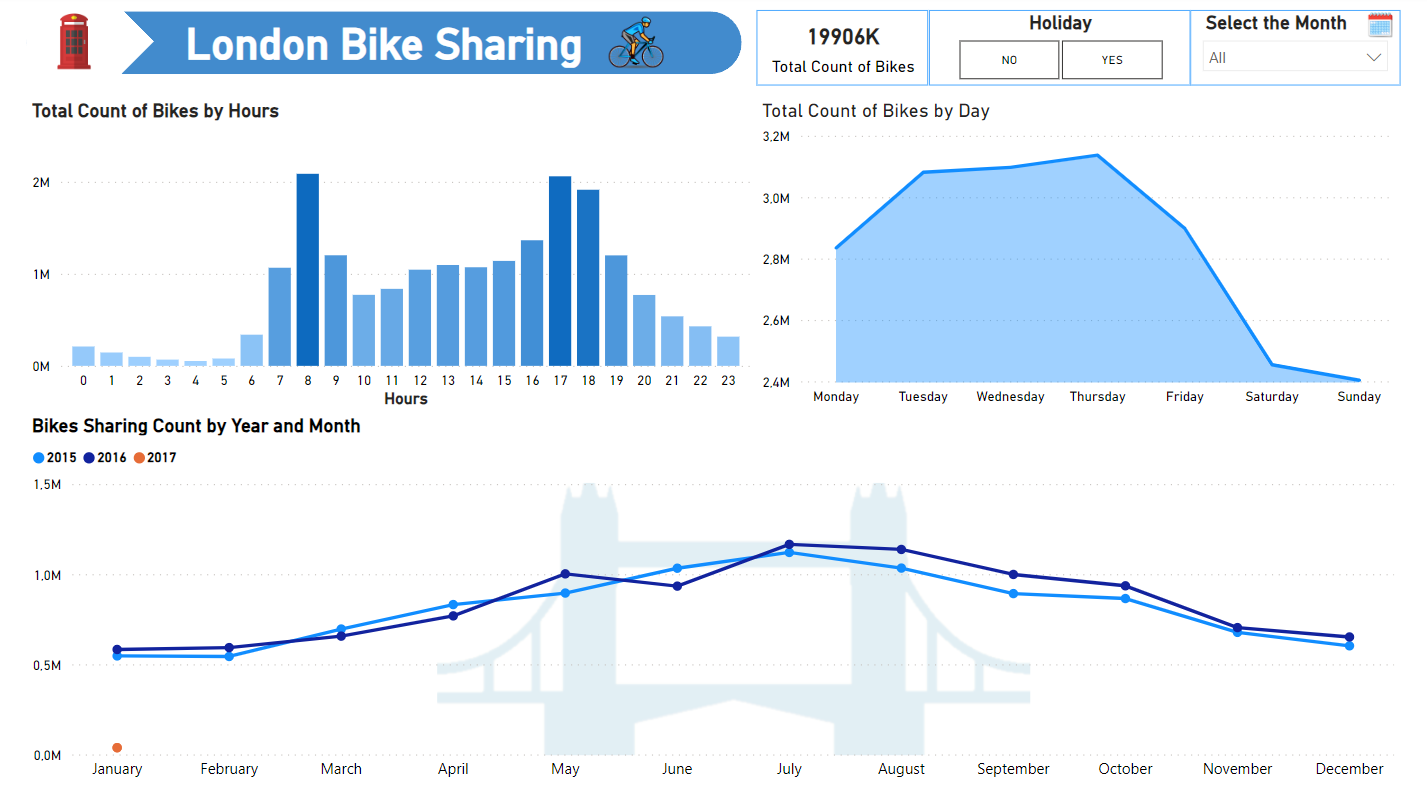 London Bike Sharing
19906K
Total Count of Bikes
Holiday
NO YES
Select the Month
All
Total Count of Bikes by Hours
2M
1M
0M
0 1 2 3 4 5 6 7 8 9 10 11 12 13 14 15 16 17 18 19 20 21 22 23
Hours
Total Count of Bikes by Day
3,2M
3,0M
2,8M
2,6M
2,4M
Monday Tuesday Wednesday Thursday Friday Saturday Sunday
Bikes Sharing Count by Year and Month
2015 2016 2017
1,5M
1,0M
0,5M
0,0M
January February March April May June July August September October November December